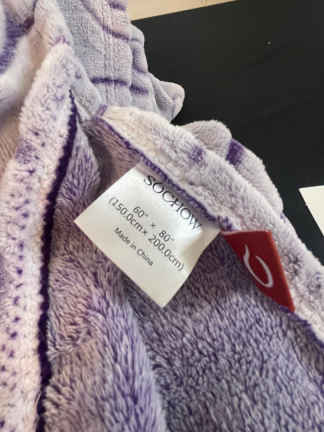 SOCHOW
60" × 80"
(150.0cm × 200.0cm)
Made in China